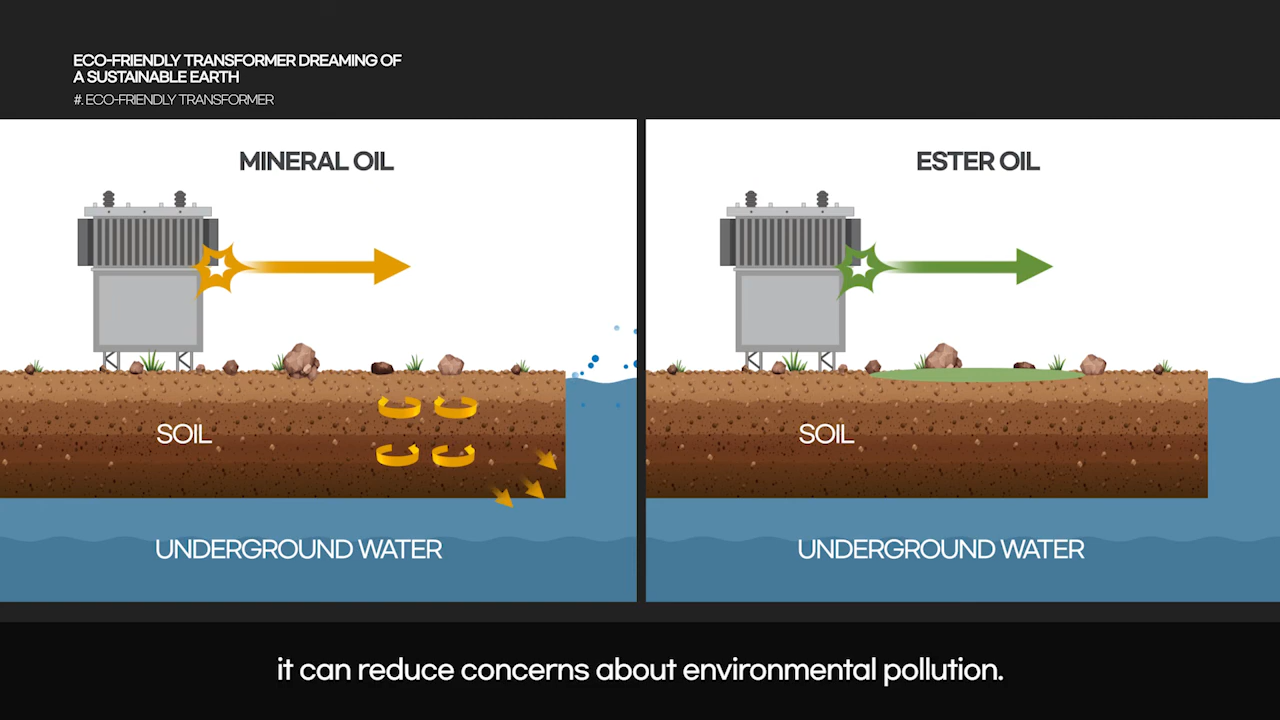 ECO-FRIENDLY TRANSFORMER DREAMING OF
A SUSTAINABLE EARTH
#. ECO-FRIENDLY TRANSFORMER
MINERAL OIL
SOIL
UNDERGROUND WATER
ESTER OIL
SOIL
UNDERGROUND WATER
it can reduce concerns about environmental pollution.